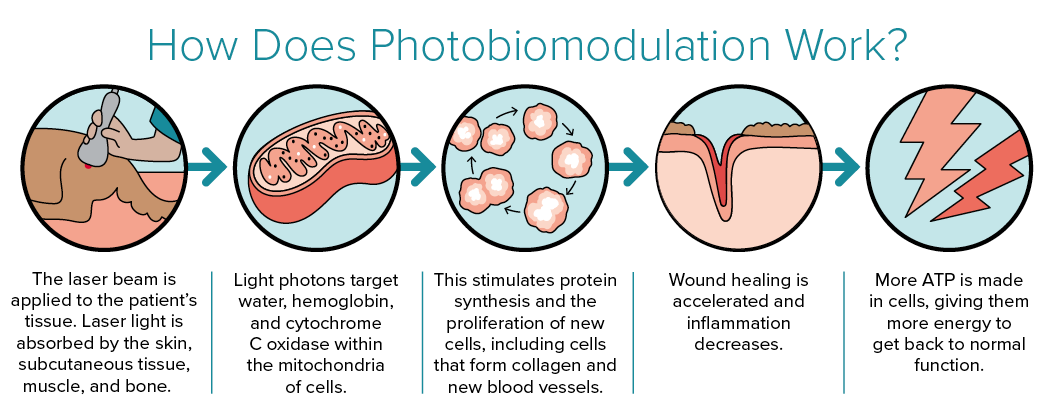 How Does Photobiomodulation Work?
The laser beam is
applied to the patient's
tissue. Laser light is
absorbed by the skin,
subcutaneous tissue,
muscle, and bone.
Light photons target
water, hemoglobin,
and cytochrome
C oxidase within
the mitochondria
of cells.
This stimulates protein
synthesis and the
proliferation of new
cells, including cells
that form collagen and
new blood vessels.
Wound healing is
accelerated and
inflammation
decreases.
More ATP is made
in cells, giving them
more energy to
get back to normal
function.